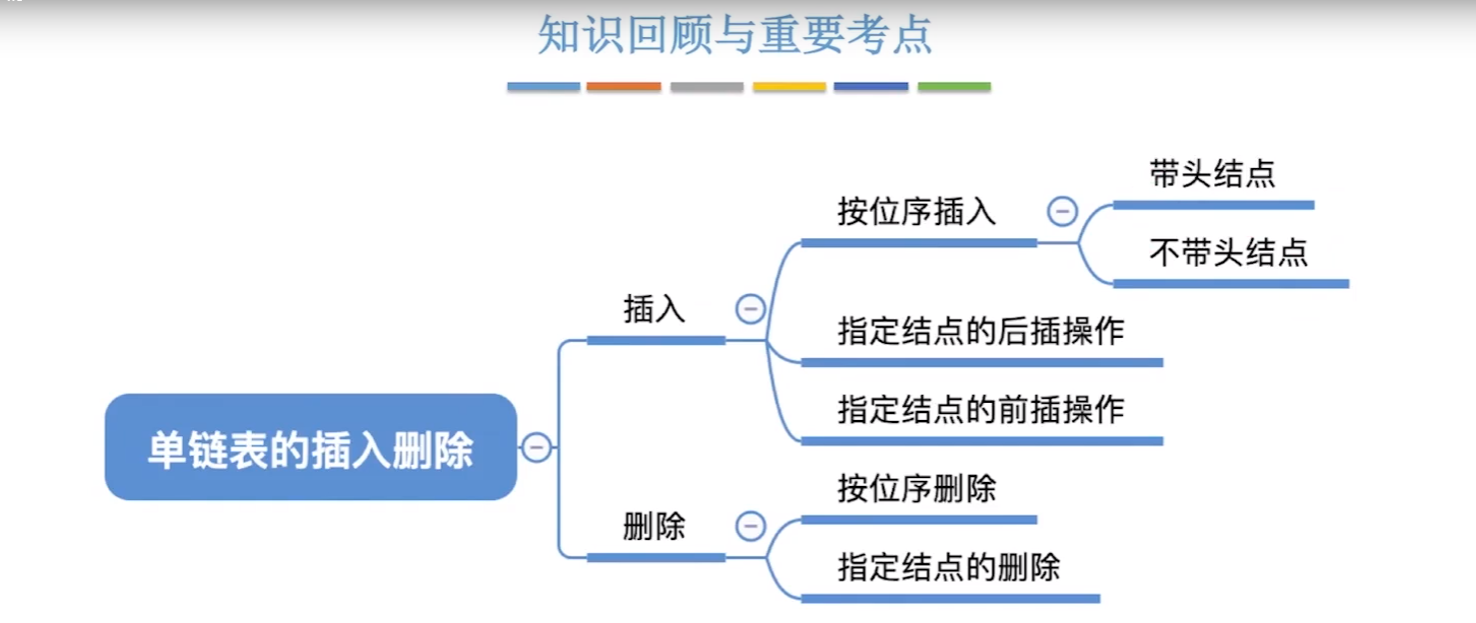 知识回顾与重要考点
单链表的插入删除
插入
按位序插入
带头结点
不带头结点
指定结点的后插操作
指定结点的前插操作
删除
按位序删除
指定结点的删除